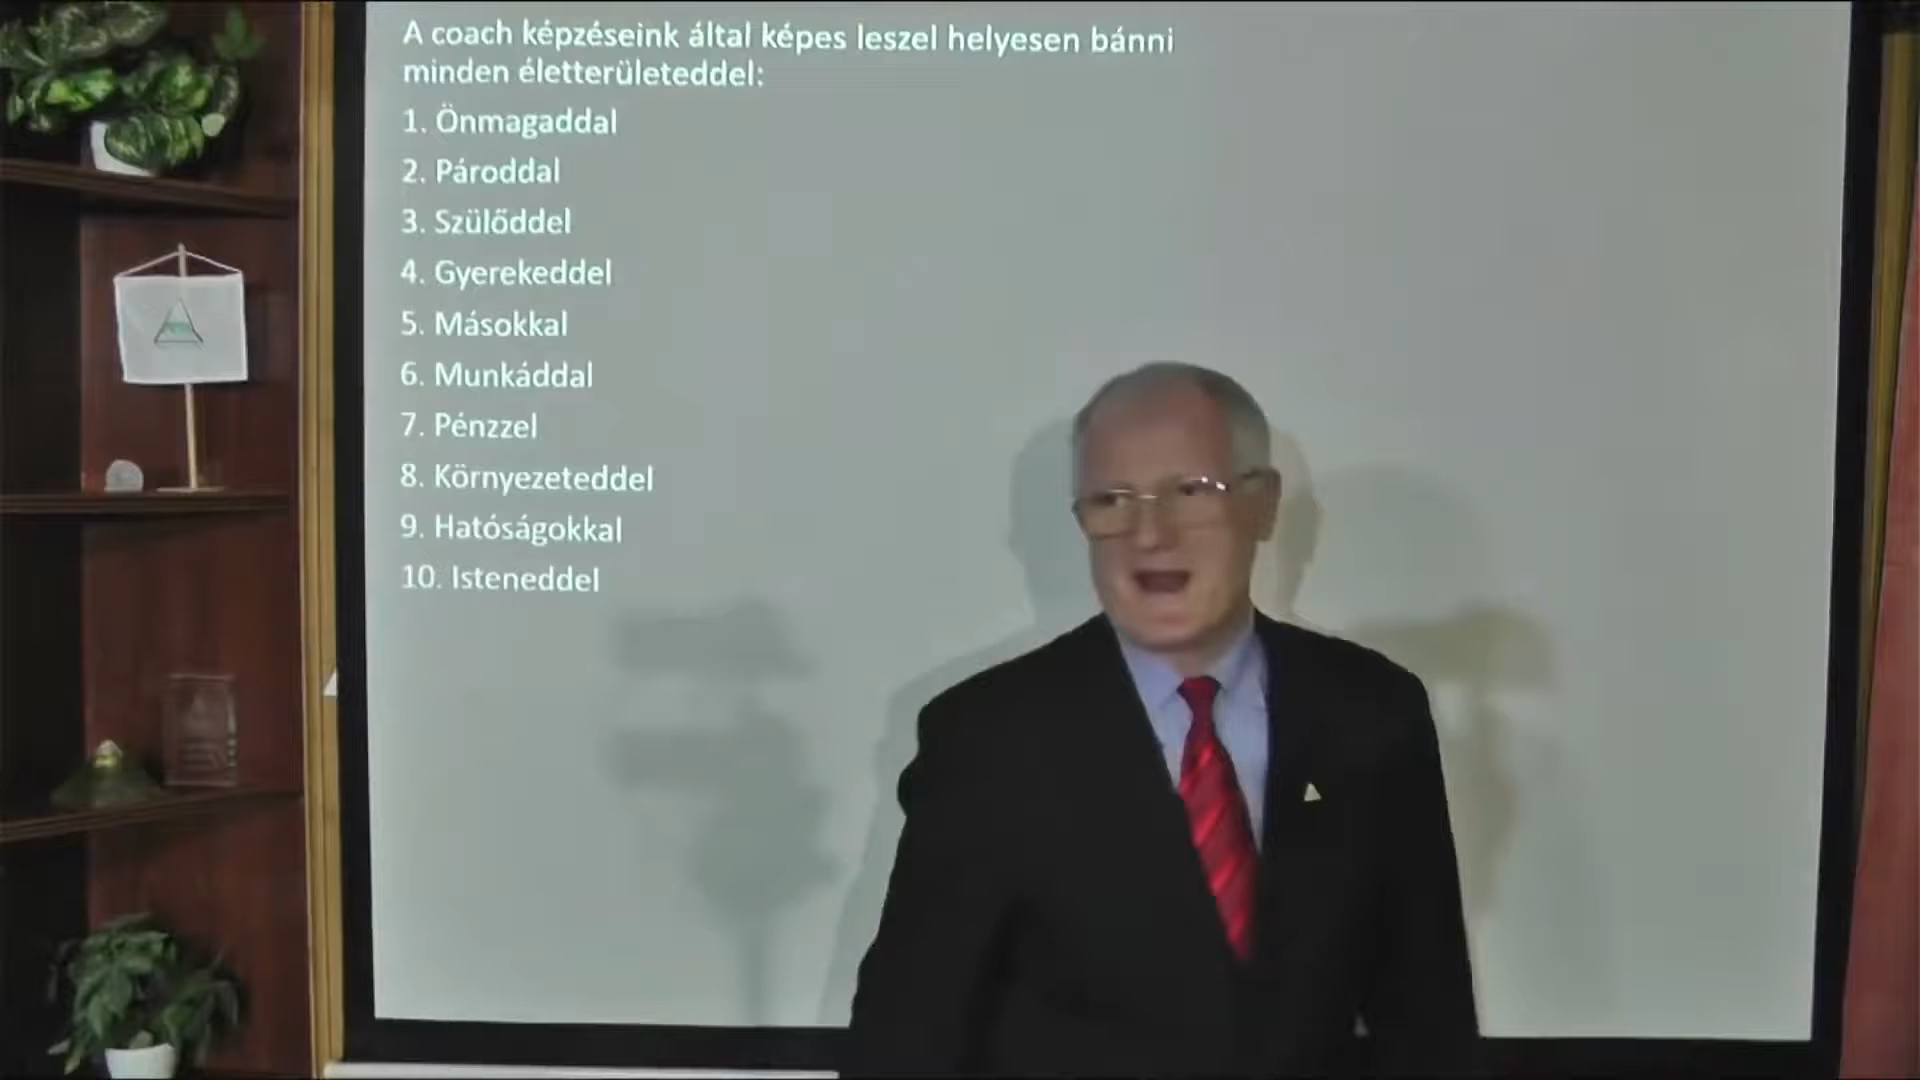 A coach képzéseink által képes leszel helyesen bánni
minden életterületeddel:
1. Önmagaddal
2. Pároddal
3. Szülőddel
4. Gyerekeddel
5. Másokkal
6. Munkáddal
7. Pénzzel
8. Környezeteddel
9. Hatóságokkal
10. Isteneddel